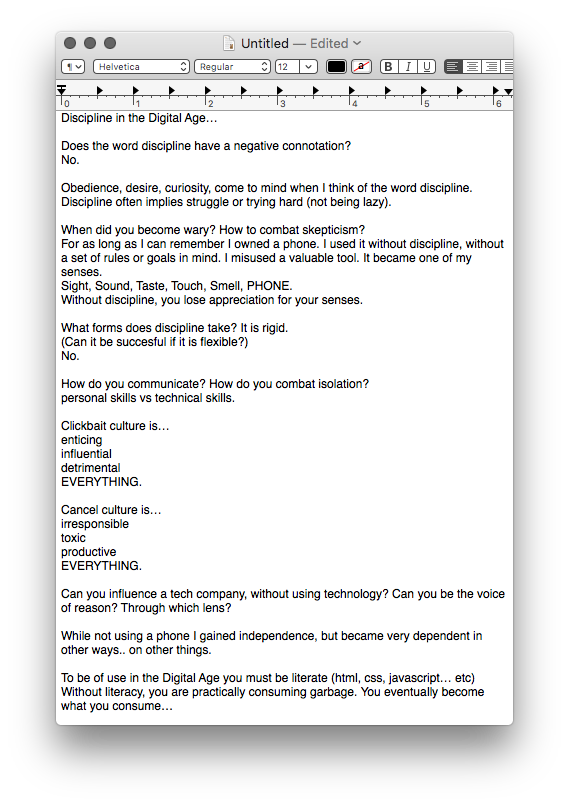 Untitled — Edited
¶
Helvetica
Regular
12
a
B I U
0 1 2 3 4 5 6
Discipline in the Digital Age…
Does the word discipline have a negative connotation?
No.
Obedience, desire, curiosity, come to mind when I think of the word discipline.
Discipline often implies struggle or trying hard (not being lazy).
When did you become wary? How to combat skepticism?
For as long as I can remember I owned a phone. I used it without discipline, without
a set of rules or goals in mind. I misused a valuable tool. It became one of my
senses.
Sight, Sound, Taste, Touch, Smell, PHONE.
Without discipline, you lose appreciation for your senses.
What forms does discipline take? It is rigid.
(Can it be succesful if it is flexible?)
No.
How do you communicate? How do you combat isolation?
personal skills vs technical skills.
Clickbait culture is…
enticing
influential
detrimental
EVERYTHING.
Cancel culture is…
irresponsible
toxic
productive
EVERYTHING.
Can you influence a tech company, without using technology? Can you be the voice
of reason? Through which lens?
While not using a phone I gained independence, but became very dependent in
other ways.. on other things.
To be of use in the Digital Age you must be literate (html, css, javascript… etc)
Without literacy, you are practically consuming garbage. You eventually become
what you consume…